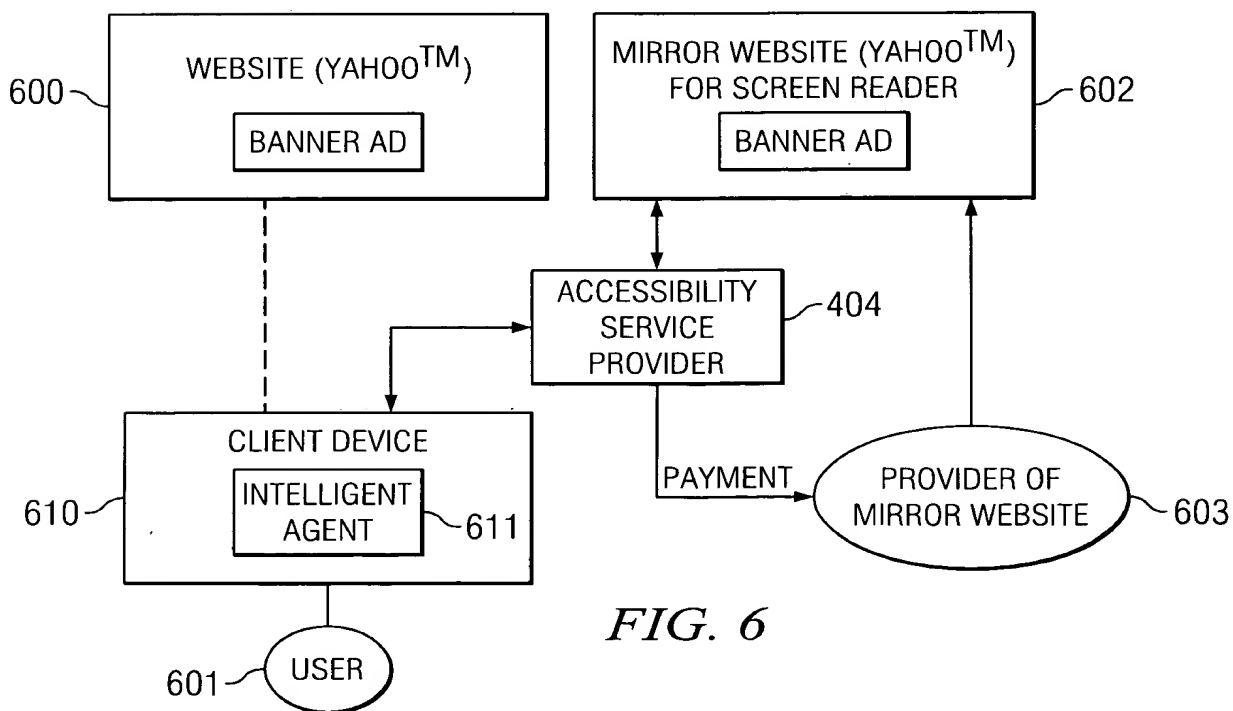 WEBSITE (YAHOO™)
BANNER AD
600
MIRROR WEBSITE (YAHOO™)
FOR SCREEN READER
BANNER AD
602
ACCESSIBILITY
SERVICE
PROVIDER
404
CLIENT DEVICE
INTELLIGENT
AGENT
611
610
PAYMENT
PROVIDER OF
MIRROR WEBSITE
603
USER
601
FIG. 6